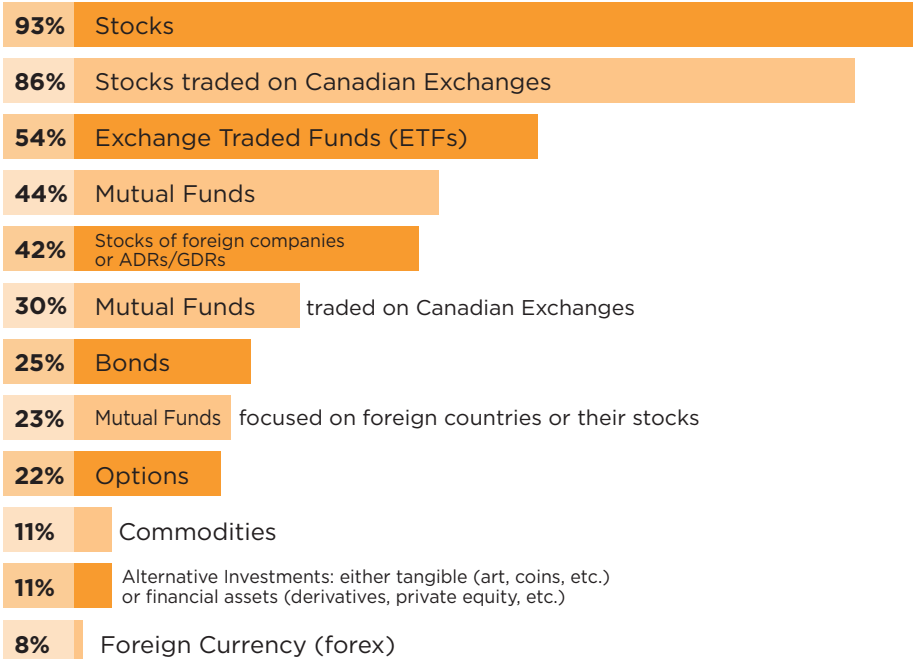 93% Stocks
86% Stocks traded on Canadian Exchanges
54% Exchange Traded Funds (ETFs)
44% Mutual Funds
42% Stocks of foreign companies
or ADRs/GDRs
30% Mutual Funds traded on Canadian Exchanges
25% Bonds
23% Mutual Funds focused on foreign countries or their stocks
22% Options
11% Commodities
11% Alternative Investments: either tangible (art, coins, etc.)
or financial assets (derivatives, private equity, etc.)
8% Foreign Currency (forex)